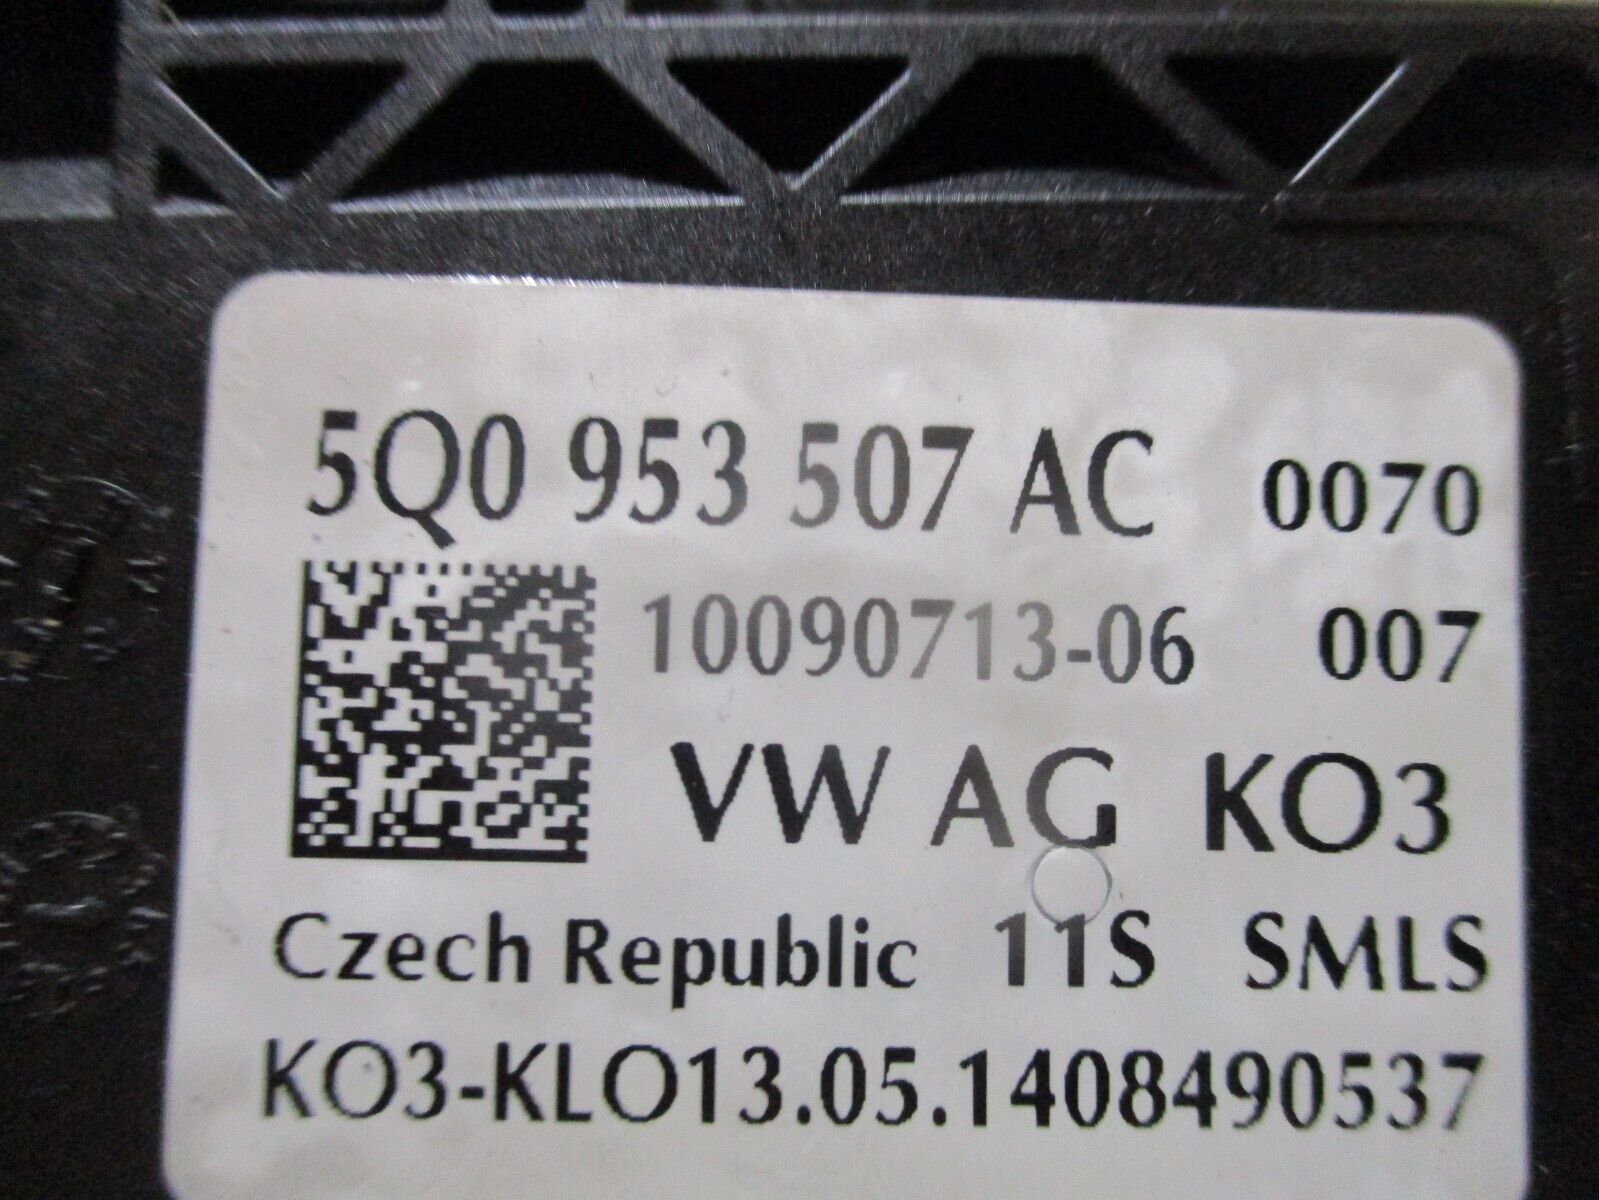 5Q0 953 507 AC 0070
10090713-06 007
VW AG KO3
Czech Republic 11S SMLS
KO3-KLO13.05.1408490537